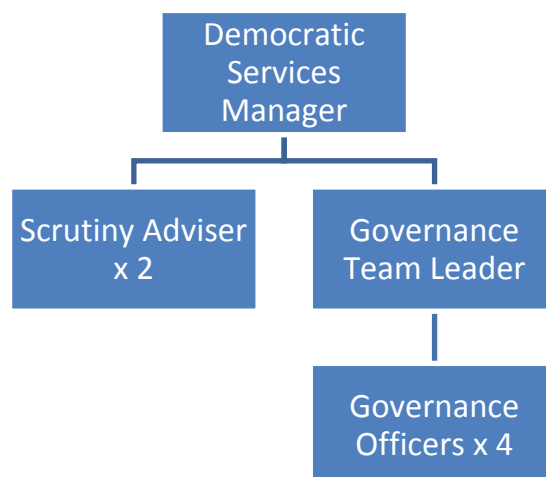 Democratic
Services
Manager
Scrutiny Adviser
x 2
Governance
Team Leader
Governance
Officers x 4